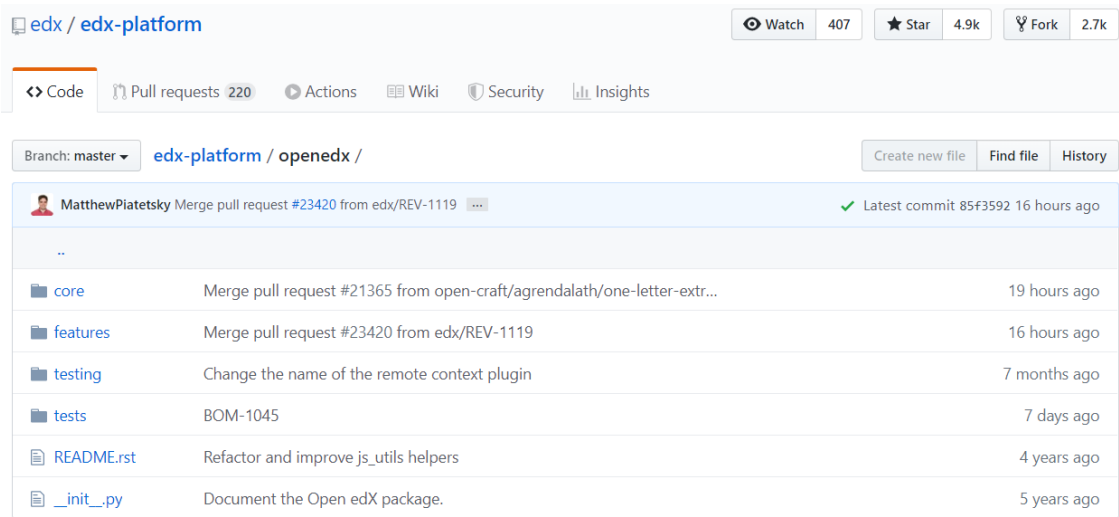 edx / edx-platform
Watch 407 Star 4.9k Fork 2.7k
Code Pull requests 220 Actions Wiki Security Insights
Branch: master edx-platform / openedx / Create new file Find file History
MatthewPiatetsky Merge pull request #23420 from edx/REV-1119 ... Latest commit 85f3592 16 hours ago
..
core Merge pull request #21365 from open-craft/agrendalath/one-letter-extr... 19 hours ago
features Merge pull request #23420 from edx/REV-1119 16 hours ago
testing Change the name of the remote context plugin 7 months ago
tests BOM-1045 7 days ago
README.rst Refactor and improve js_utils helpers 4 years ago
__init__.py Document the Open edX package. 5 years ago